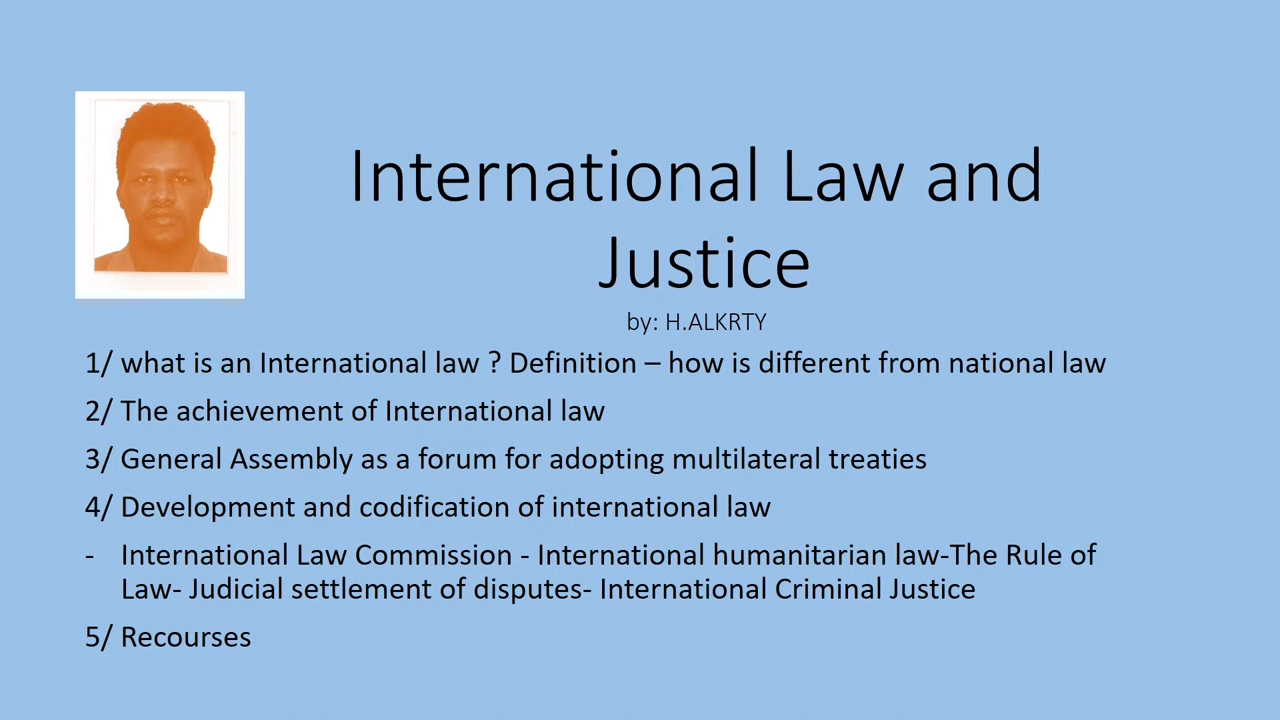 International Law and
Justice
by: H.ALKRTY
1/ what is an International law ? Definition – how is different from national law
2/ The achievement of International law
3/ General Assembly as a forum for adopting multilateral treaties
4/ Development and codification of international law
- International Law Commission - International humanitarian law-The Rule of
Law- Judicial settlement of disputes- International Criminal Justice
5/ Recourses